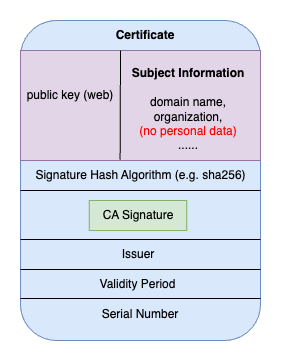 Certificate
public key (web)
Subject Information
domain name,
organization,
(no personal data)
......
Signature Hash Algorithm (e.g. sha256)
CA Signature
Issuer
Validity Period
Serial Number